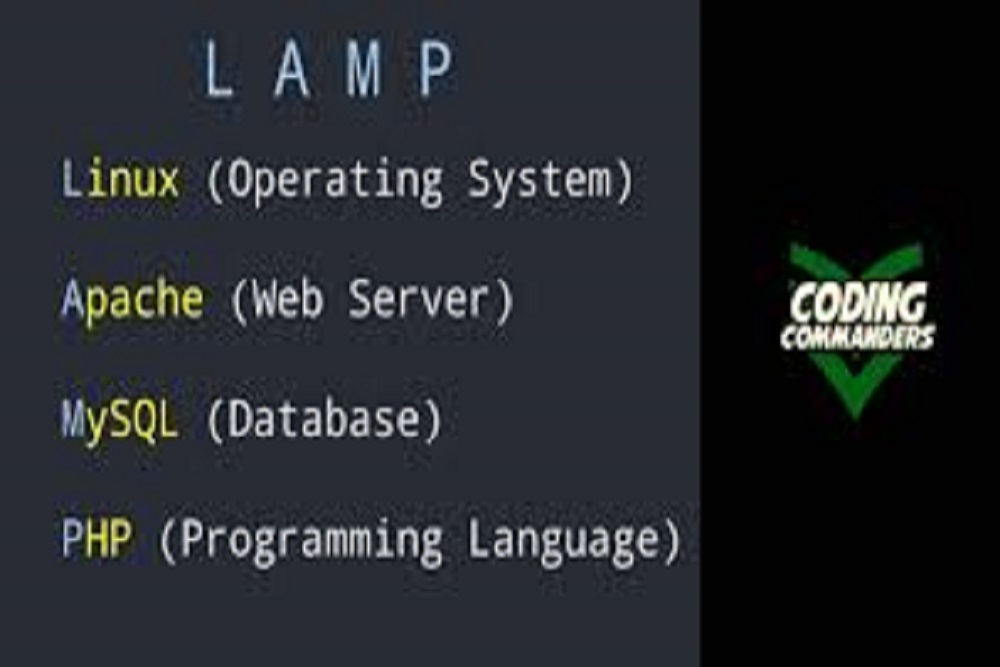 L A M P
Linux (Operating System)
Apache (Web Server)
MySQL (Database)
PHP (Programming Language)
CODING
COMMANDERS